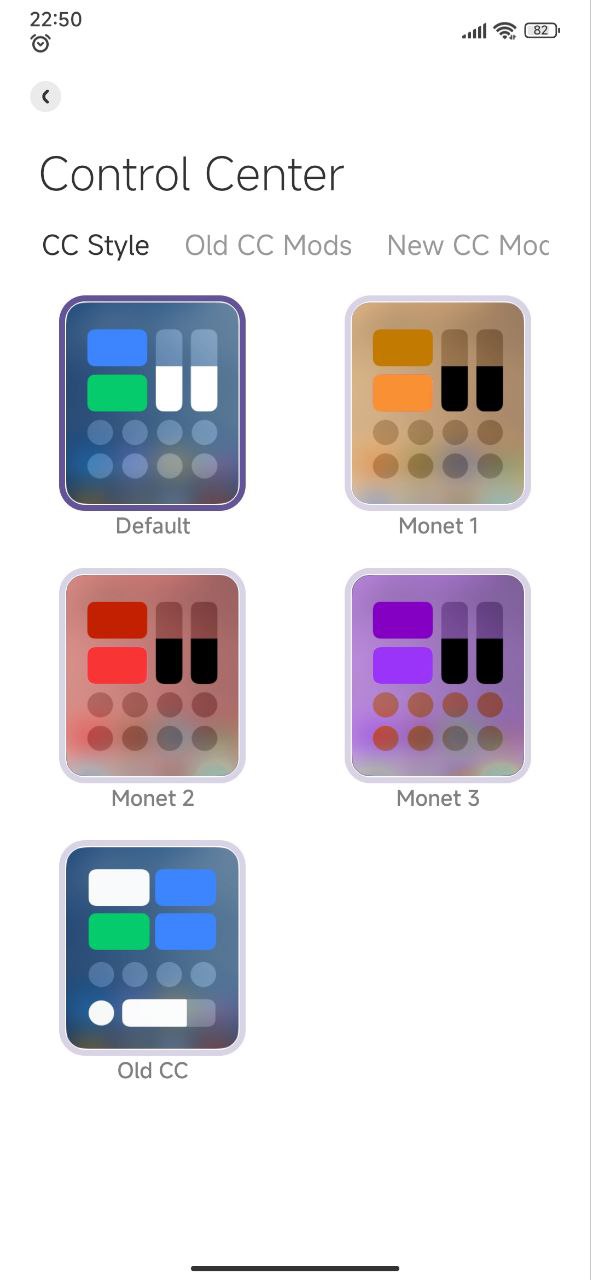 22:50
82
Control Center
CC Style Old CC Mods New CC Moc
Default Monet 1
Monet 2 Monet 3
Old CC